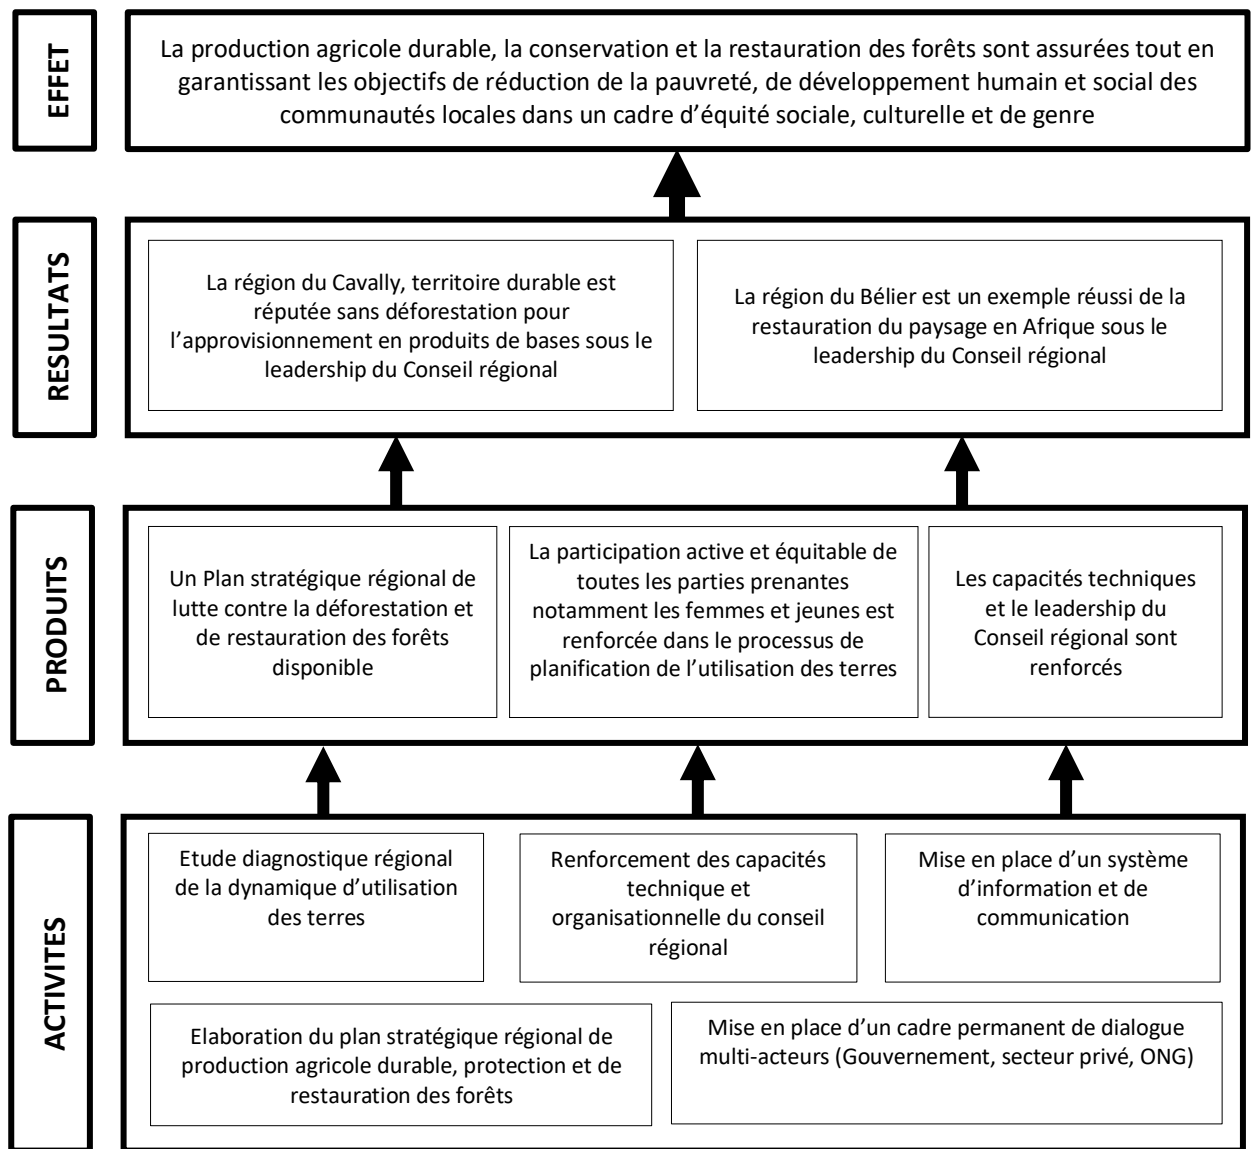 EFFET
La production agricole durable, la conservation et la restauration des forêts sont assurées tout en
garantissant les objectifs de réduction de la pauvreté, de développement humain et social des
communautés locales dans un cadre d’équité sociale, culturelle et de genre
RESULTATS
La région du Cavally, territoire durable est
réputée sans déforestation pour
l’approvisionnement en produits de bases sous le
leadership du Conseil régional
La région du Bélier est un exemple réussi de la
restauration du paysage en Afrique sous le
leadership du Conseil régional
PRODUITS
Un Plan stratégique régional de
lutte contre la déforestation et
de restauration des forêts
disponible
La participation active et équitable de
toutes les parties prenantes
notamment les femmes et jeunes est
renforcée dans le processus de
planification de l’utilisation des terres
Les capacités techniques
et le leadership du
Conseil régional sont
renforcés
ACTIVITES
Etude diagnostique régional
de la dynamique d’utilisation
des terres
Renforcement des capacités
technique et
organisationnelle du conseil
régional
Mise en place d’un système
d’information et de
communication
Elaboration du plan stratégique régional de
production agricole durable, protection et de
restauration des forêts
Mise en place d’un cadre permanent de dialogue
multi-acteurs (Gouvernement, secteur privé, ONG)